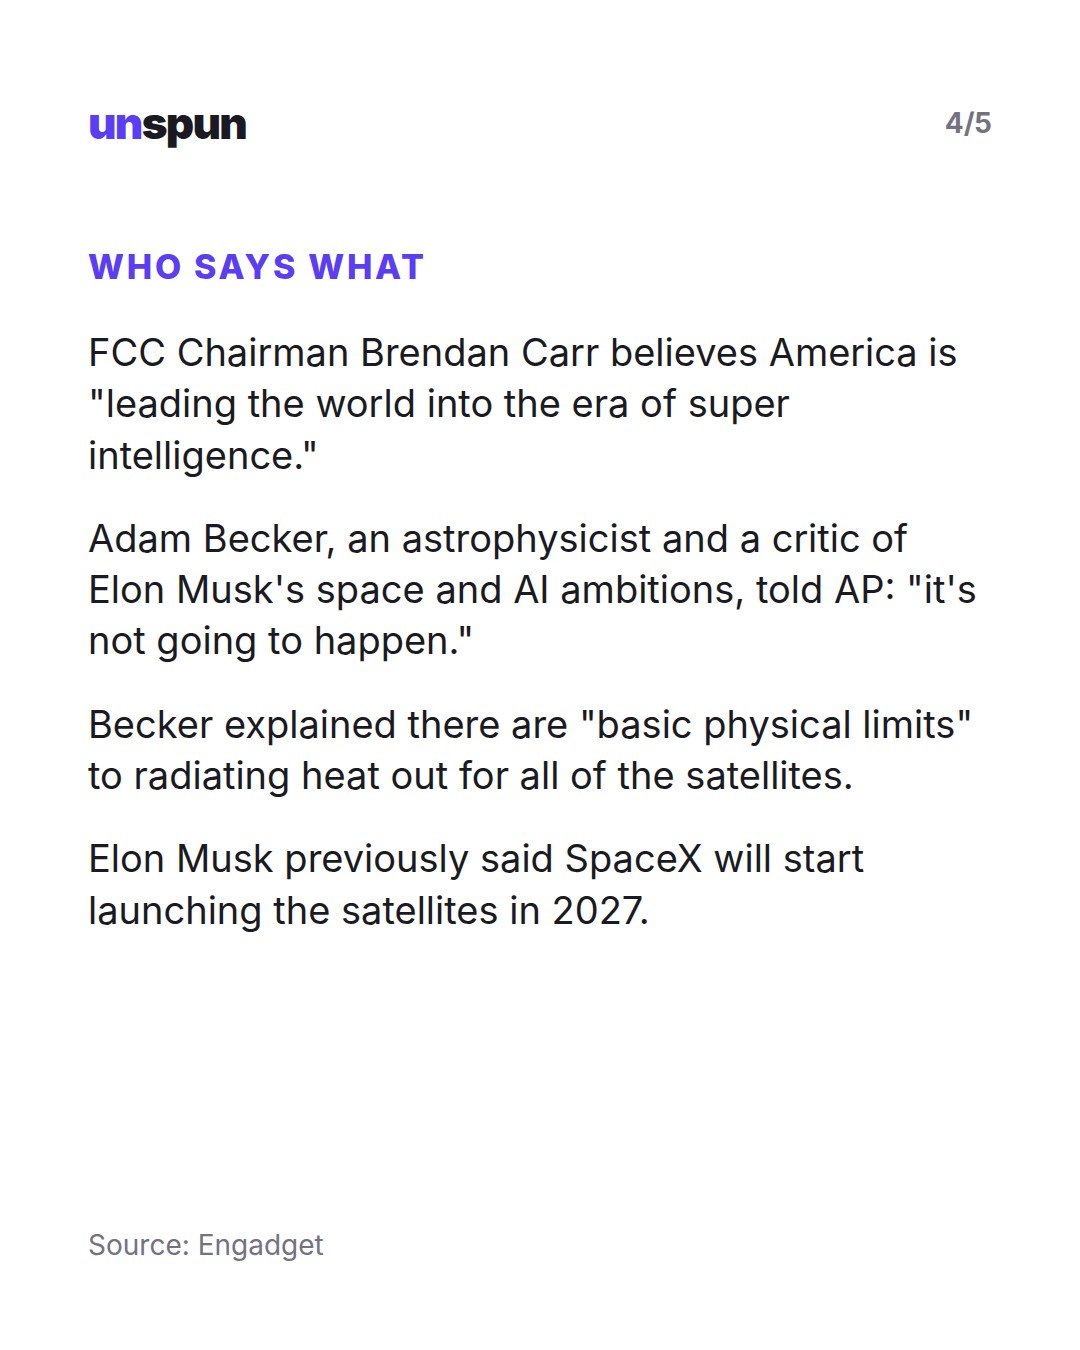 unspun
4/5
WHO SAYS WHAT
FCC Chairman Brendan Carr believes America is
"leading the world into the era of super
intelligence."
Adam Becker, an astrophysicist and a critic of
Elon Musk's space and AI ambitions, told AP: "it's
not going to happen."
Becker explained there are "basic physical limits"
to radiating heat out for all of the satellites.
Elon Musk previously said SpaceX will start
launching the satellites in 2027.
Source: Engadget